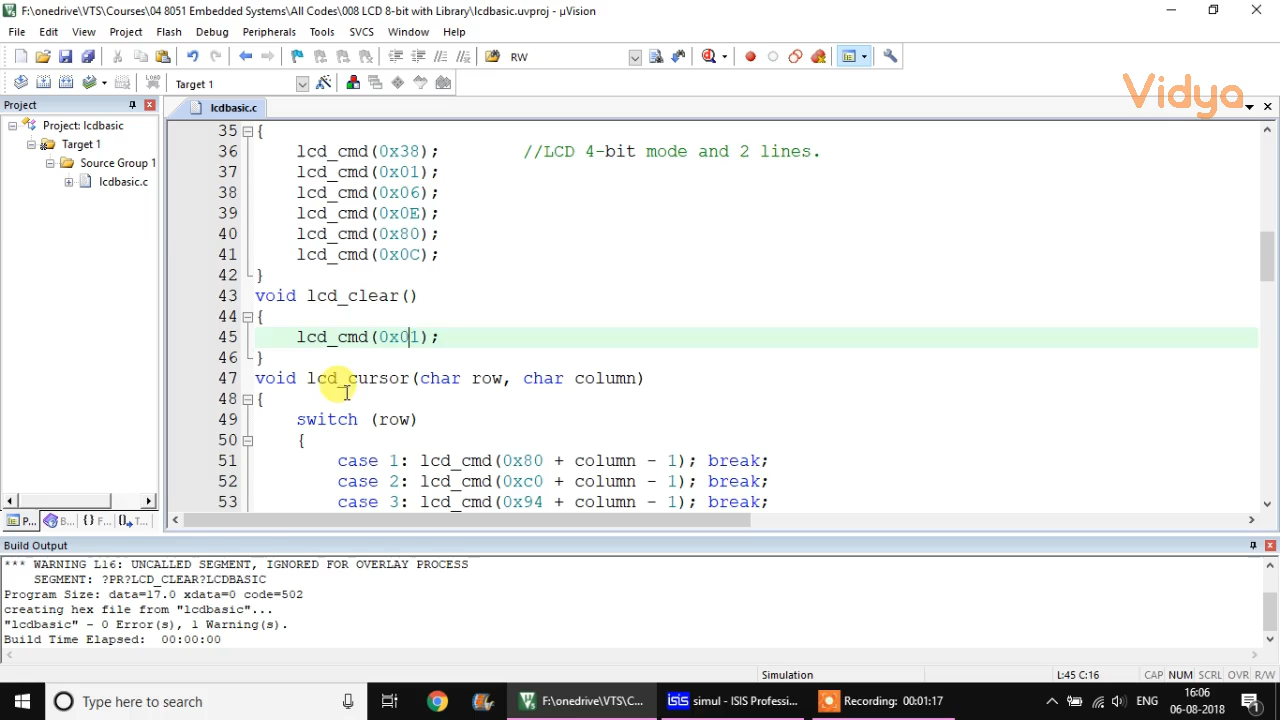 F:\onedrive\VTS\Courses\04 8051 Embedded Systems\All Codes\008 LCD 8-bit with Library\lcdbasic.uvproj - µVision
File Edit View Project Flash Debug Peripherals Tools SVCS Window Help
RW
LOAD
Target 1
Vidya
Project
lcdbasic.c
Project: lcdbasic
Target 1
Source Group 1
lcdbasic.c
35 {
36 lcd_cmd(0x38); //LCD 4-bit mode and 2 lines.
37 lcd_cmd(0x01);
38 lcd_cmd(0x06);
39 lcd_cmd(0x0E);
40 lcd_cmd(0x80);
41 lcd_cmd(0x0C);
42 }
43 void lcd_clear()
44 {
45 lcd_cmd(0x01);
46 }
47 void lcd_cursor(char row, char column)
48 {
49 switch (row)
50 {
51 case 1: lcd_cmd(0x80 + column - 1); break;
52 case 2: lcd_cmd(0xc0 + column - 1); break;
53 case 3: lcd_cmd(0x94 + column - 1); break;
P... B... {} F... 0→ T...
Build Output
*** WARNING L16: UNCALLED SEGMENT, IGNORED FOR OVERLAY PROCESS
SEGMENT: ?PR?LCD_CLEAR?LCDBASIC
Program Size: data=17.0 xdata=0 code=502
creating hex file from "lcdbasic"...
"lcdbasic" - 0 Error(s), 1 Warning(s).
Build Time Elapsed: 00:00:00
Simulation L:45 C:16 CAP NUM SCRL OVR R/W
Type here to search
F:\onedrive\VTS\C...
ISIS simul - ISIS Professi...
Recording: 00:01:17
ENG
16:06
06-08-2018